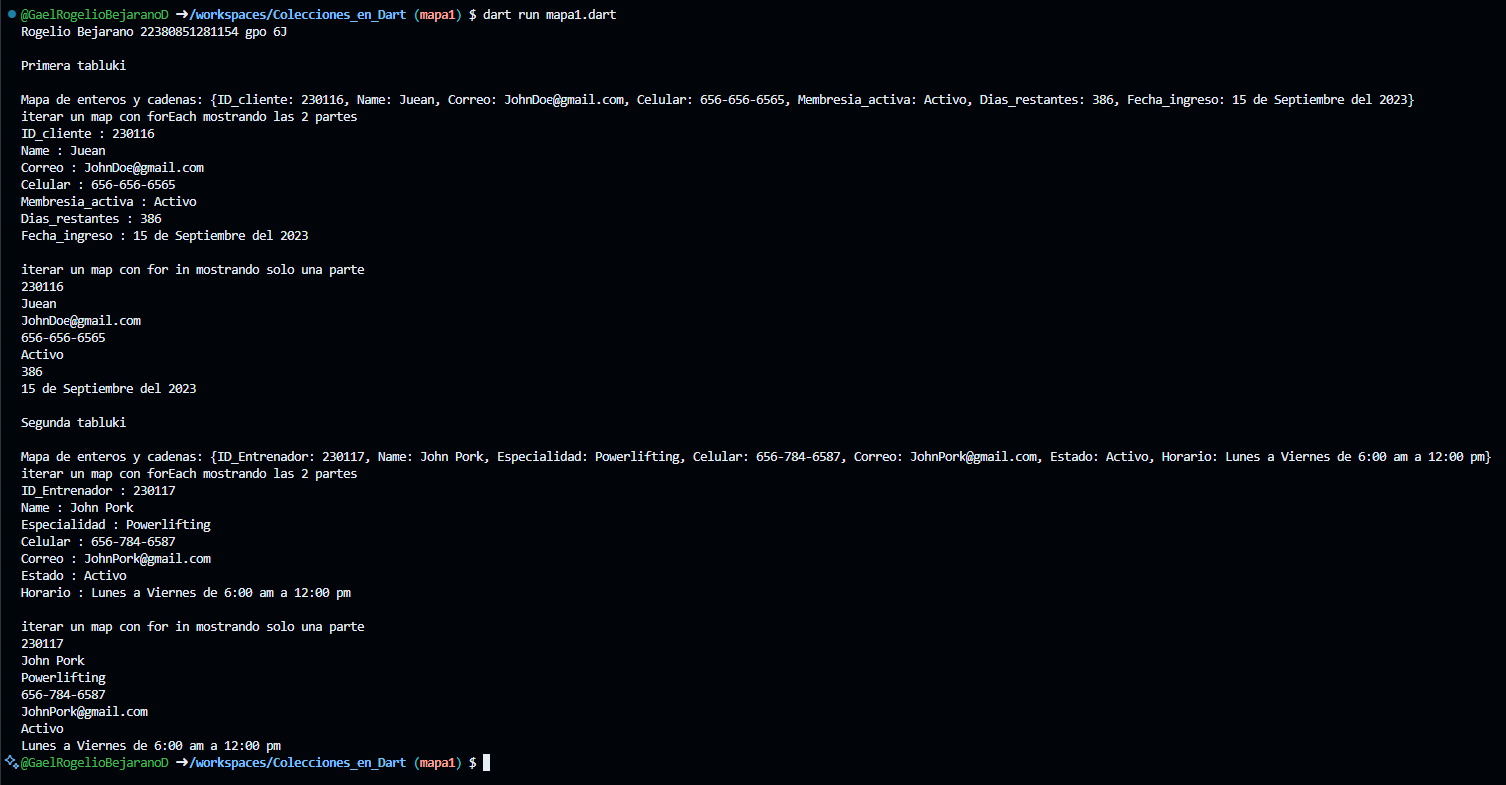 @GaelRogelioBejaranoD ➜/workspaces/Colecciones_en_Dart (mapa1) $ dart run mapa1.dart
Rogelio Bejarano 22380851281154 gpo 6J
Primera tabluki
Mapa de enteros y cadenas: {ID_cliente: 230116, Name: Juean, Correo: JohnDoe@gmail.com, Celular: 656-656-6565, Membresia_activa: Activo, Dias_restantes: 386, Fecha_ingreso: 15 de Septiembre del 2023}
iterar un map con forEach mostrando las 2 partes
ID_cliente : 230116
Name : Juean
Correo : JohnDoe@gmail.com
Celular : 656-656-6565
Membresia_activa : Activo
Dias_restantes : 386
Fecha_ingreso : 15 de Septiembre del 2023
iterar un map con for in mostrando solo una parte
230116
Juean
JohnDoe@gmail.com
656-656-6565
Activo
386
15 de Septiembre del 2023
Segunda tabluki
Mapa de enteros y cadenas: {ID_Entrenador: 230117, Name: John Pork, Especialidad: Powerlifting, Celular: 656-784-6587, Correo: JohnPork@gmail.com, Estado: Activo, Horario: Lunes a Viernes de 6:00 am a 12:00 pm}
iterar un map con forEach mostrando las 2 partes
ID_Entrenador : 230117
Name : John Pork
Especialidad : Powerlifting
Celular : 656-784-6587
Correo : JohnPork@gmail.com
Estado : Activo
Horario : Lunes a Viernes de 6:00 am a 12:00 pm
iterar un map con for in mostrando solo una parte
230117
John Pork
Powerlifting
656-784-6587
JohnPork@gmail.com
Activo
Lunes a Viernes de 6:00 am a 12:00 pm
@GaelRogelioBejaranoD ➜/workspaces/Colecciones_en_Dart (mapa1) $